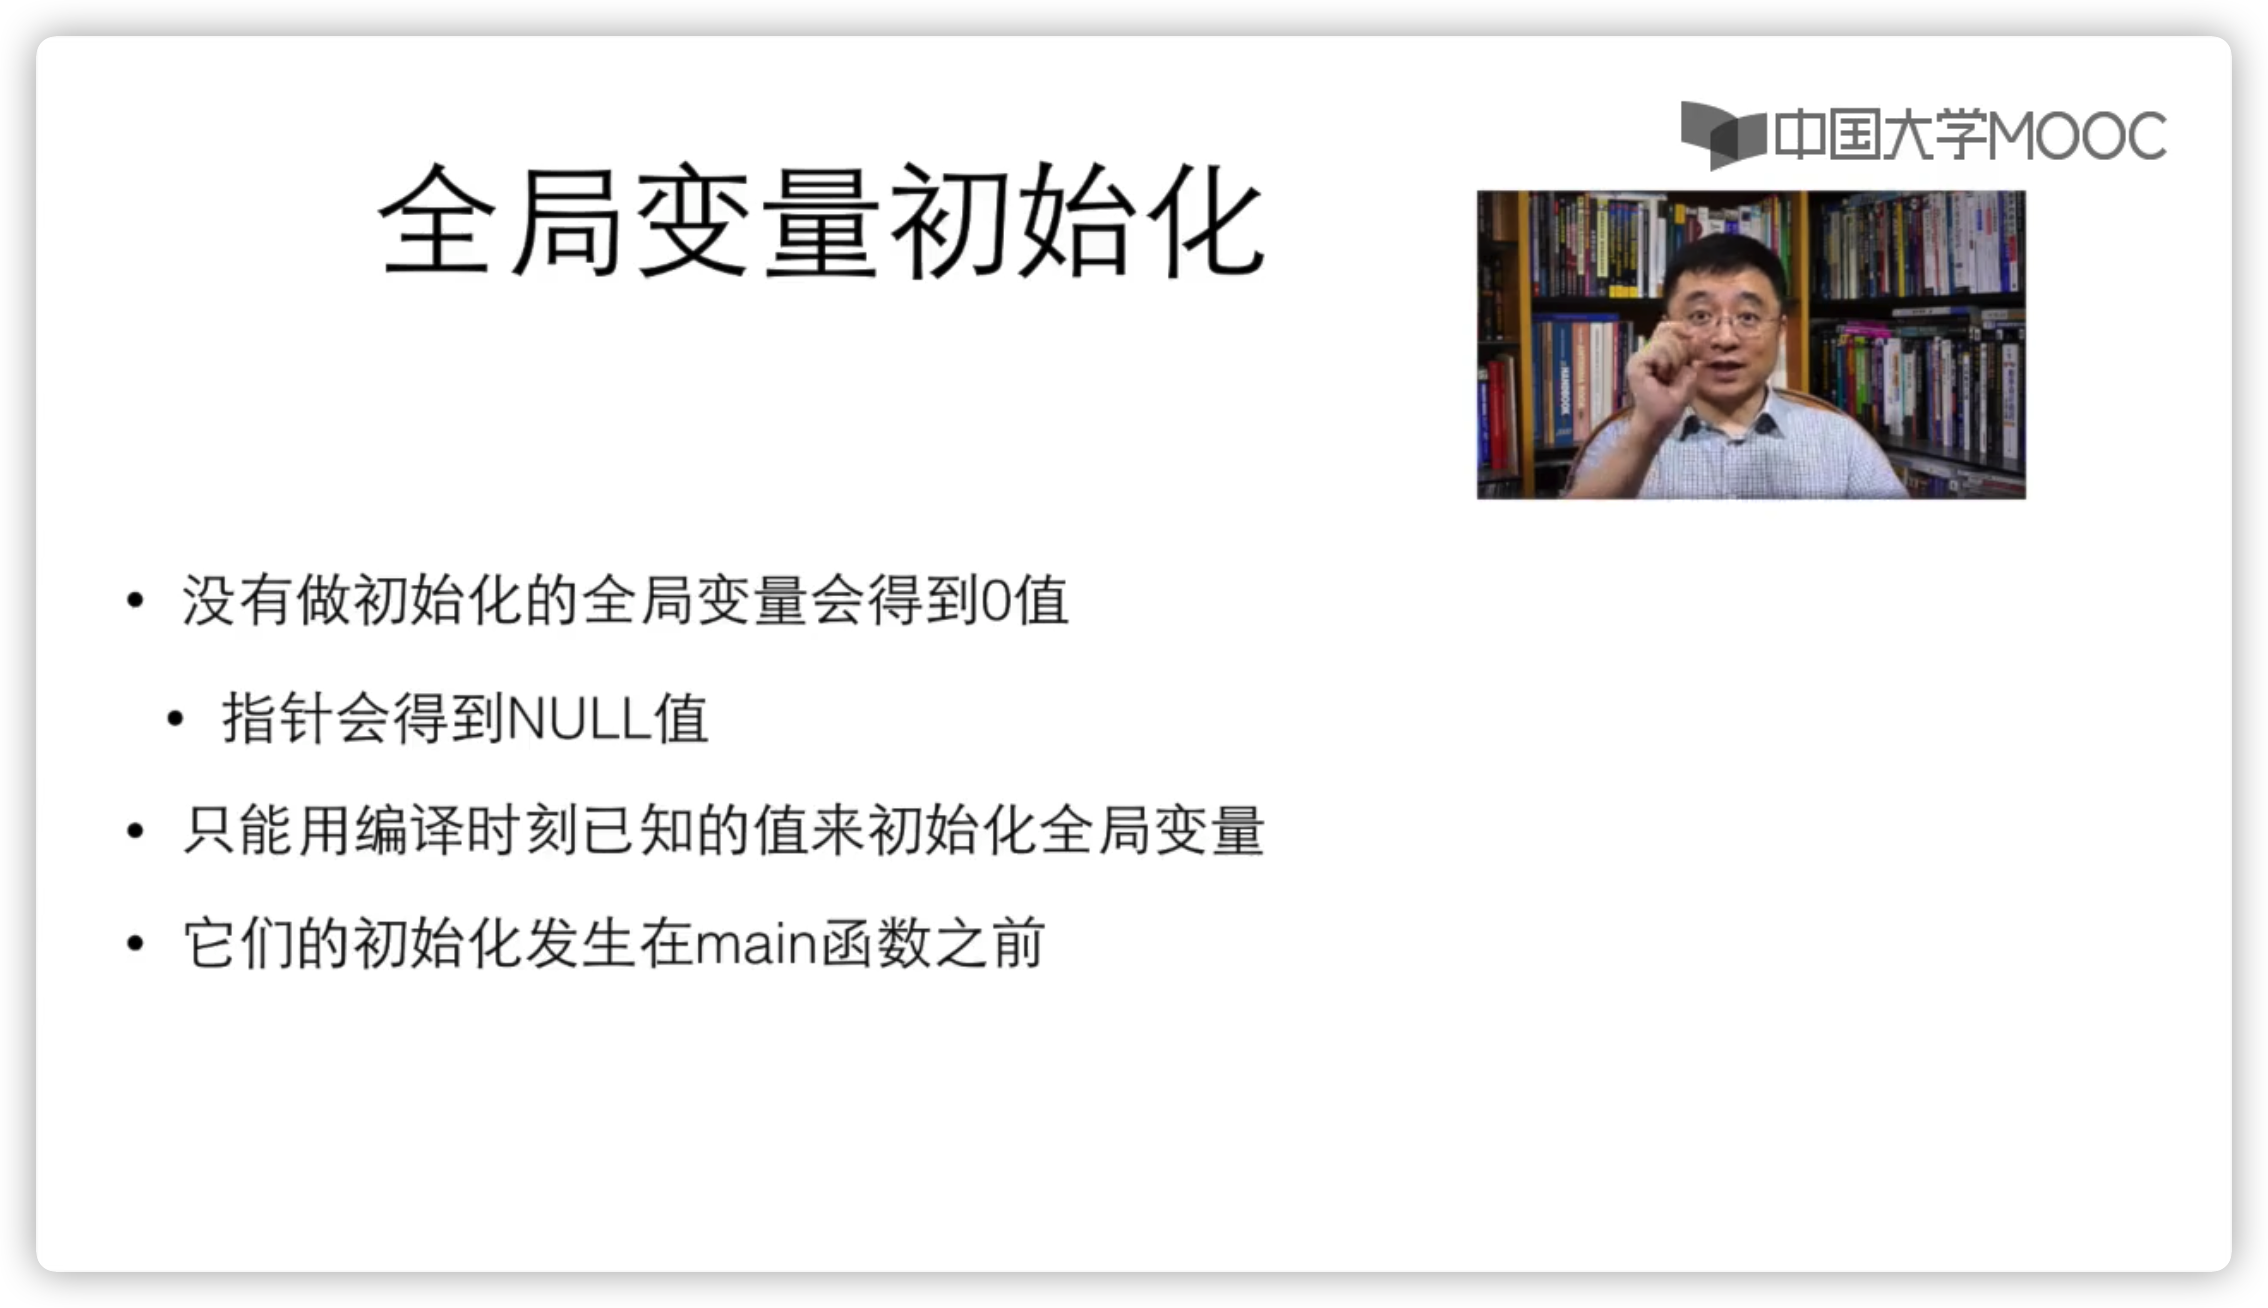 中国大学MOOC
全局变量初始化
• 没有做初始化的全局变量会得到0值
• 指针会得到NULL值
• 只能用编译时刻已知的值来初始化全局变量
• 它们的初始化发生在main函数之前